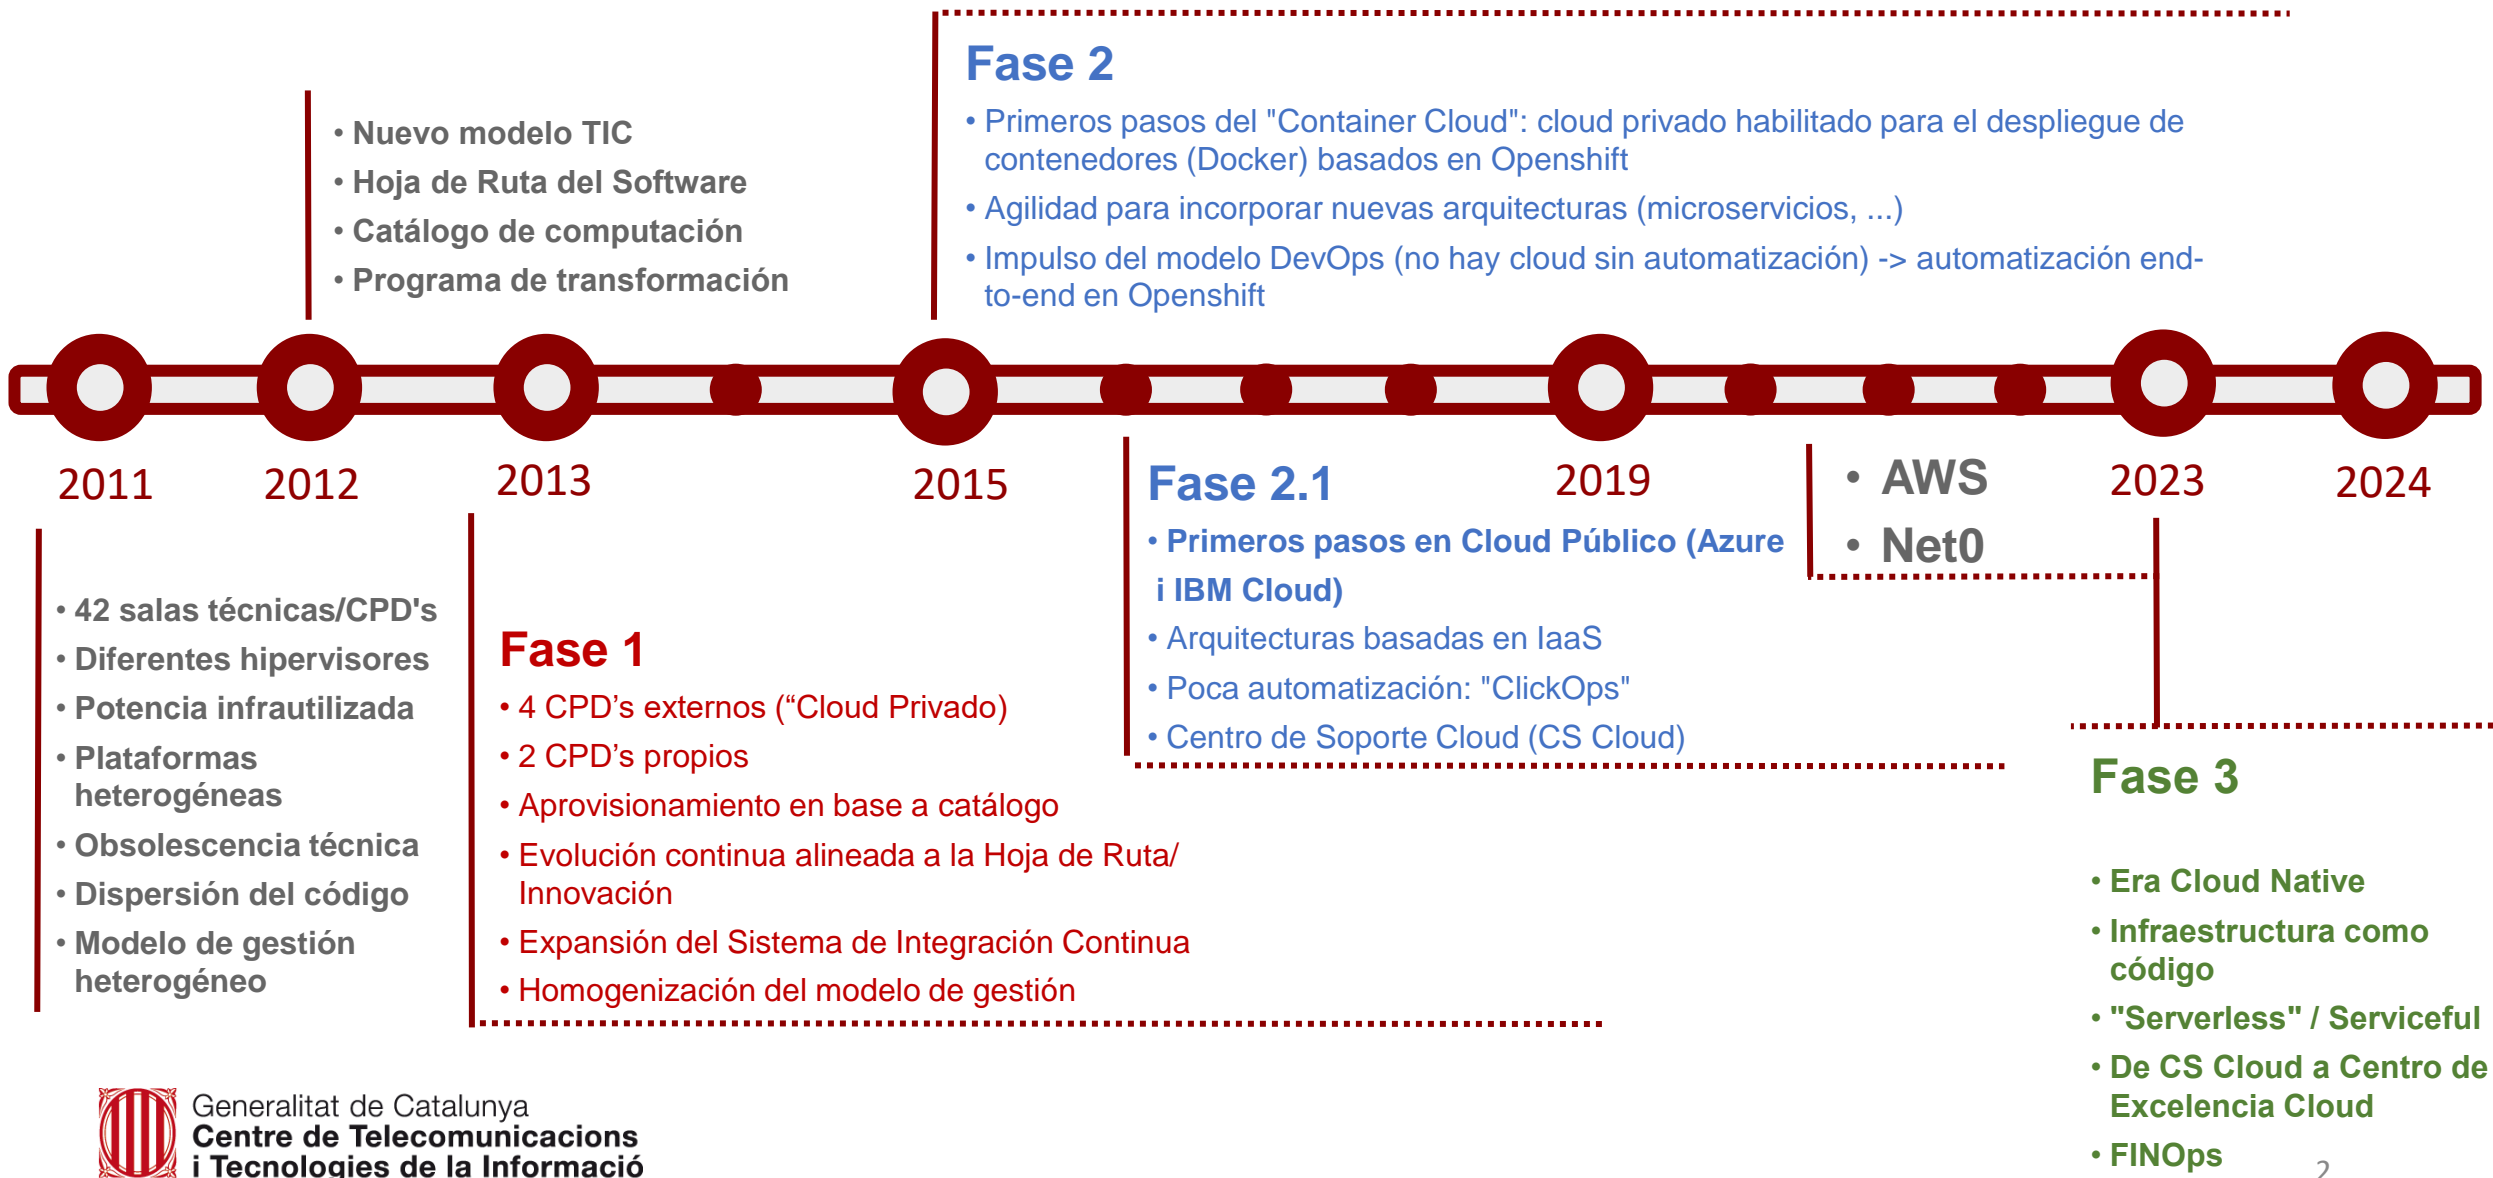 Fase 2
• Primeros pasos del "Container Cloud": cloud privado habilitado para el despliegue de
contenedores (Docker) basados en Openshift
• Agilidad para incorporar nuevas arquitecturas (microservicios, ...)
• Impulso del modelo DevOps (no hay cloud sin automatización) -> automatización end-
to-end en Openshift
• Nuevo modelo TIC
• Hoja de Ruta del Software
• Catálogo de computación
• Programa de transformación
2011
2012
2013
2015
2019
2023
2024
• 42 salas técnicas/CPD's
• Diferentes hipervisores
• Potencia infrautilizada
• Plataformas
heterogéneas
• Obsolescencia técnica
• Dispersión del código
• Modelo de gestión
heterogéneo
Fase 1
• 4 CPD’s externos (“Cloud Privado)
• 2 CPD’s propios
• Aprovisionamiento en base a catálogo
• Evolución continua alineada a la Hoja de Ruta/
Innovación
• Expansión del Sistema de Integración Continua
• Homogenización del modelo de gestión
Fase 2.1
• Primeros pasos en Cloud Público (Azure
i IBM Cloud)
• Arquitecturas basadas en IaaS
• Poca automatización: "ClickOps"
• Centro de Soporte Cloud (CS Cloud)
• AWS
• Net0
Fase 3
• Era Cloud Native
• Infraestructura como
código
• "Serverless" / Serviceful
• De CS Cloud a Centro de
Excelencia Cloud
• FINOps
Generalitat de Catalunya
Centre de Telecomunicacions
i Tecnologies de la Informació
2